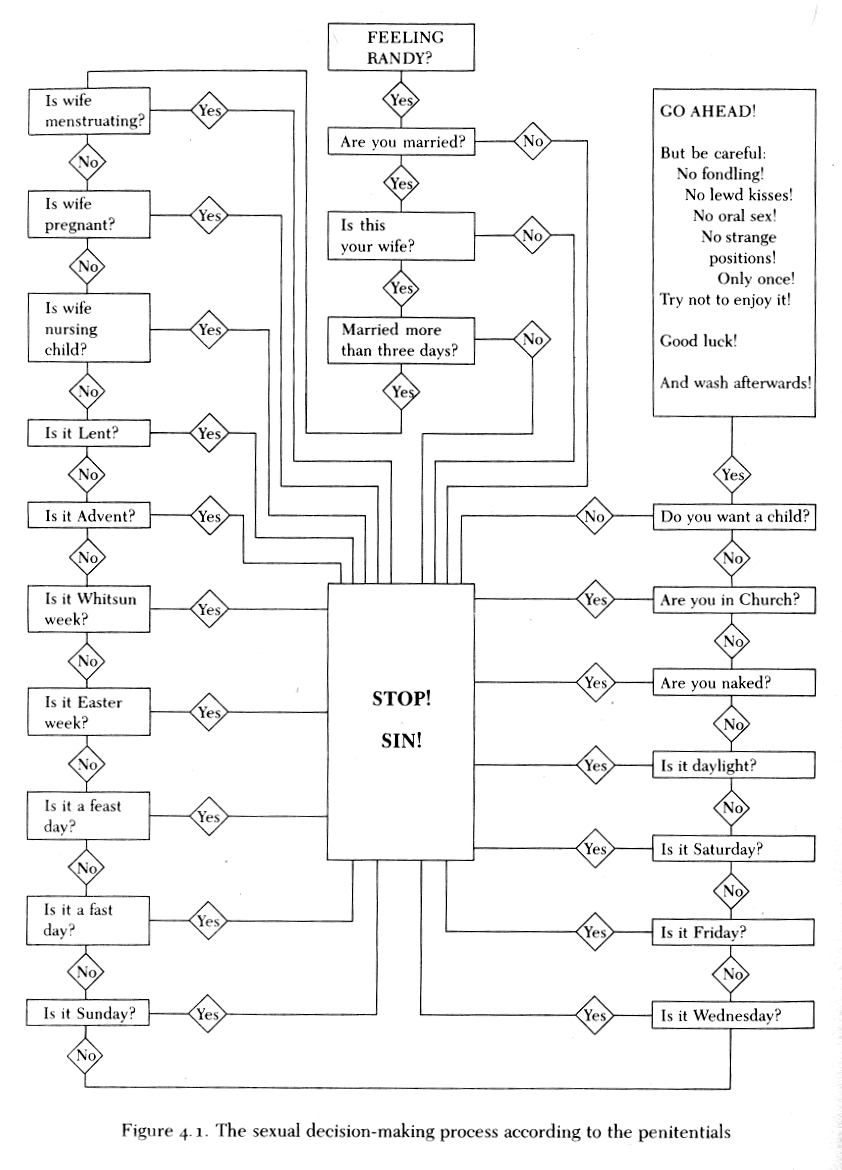 FEELING
RANDY?
Yes
Are you married?
No
Yes
Is this
your wife?
No
Yes
Married more
than three days?
No
Yes
Is wife
menstruating?
Yes
No
Is wife
pregnant?
Yes
No
Is wife
nursing
child?
Yes
No
Is it Lent?
Yes
No
Is it Advent?
Yes
No
Is it Whitsun
week?
Yes
No
Is it Easter
week?
Yes
No
Is it a feast
day?
Yes
No
Is it a fast
day?
Yes
No
Is it Sunday?
Yes
No
STOP!
SIN!
Is it Wednesday?
Yes
No
Is it Friday?
Yes
No
Is it Saturday?
Yes
No
Is it daylight?
Yes
No
Are you naked?
Yes
No
Are you in Church?
Yes
No
Do you want a child?
No
Yes
GO AHEAD!
But be careful:
No fondling!
No lewd kisses!
No oral sex!
No strange
positions!
Only once!
Try not to enjoy it!
Good luck!
And wash afterwards!
Figure 4.1. The sexual decision-making process according to the penitentials